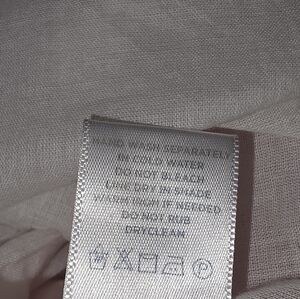 HAND WASH SEPARATELY
IN COLD WATER
DO NOT BLEACH
LINE DRY IN SHADE
WARM IRON IF NEEDED
DO NOT RUB
DRYCLEAN
P